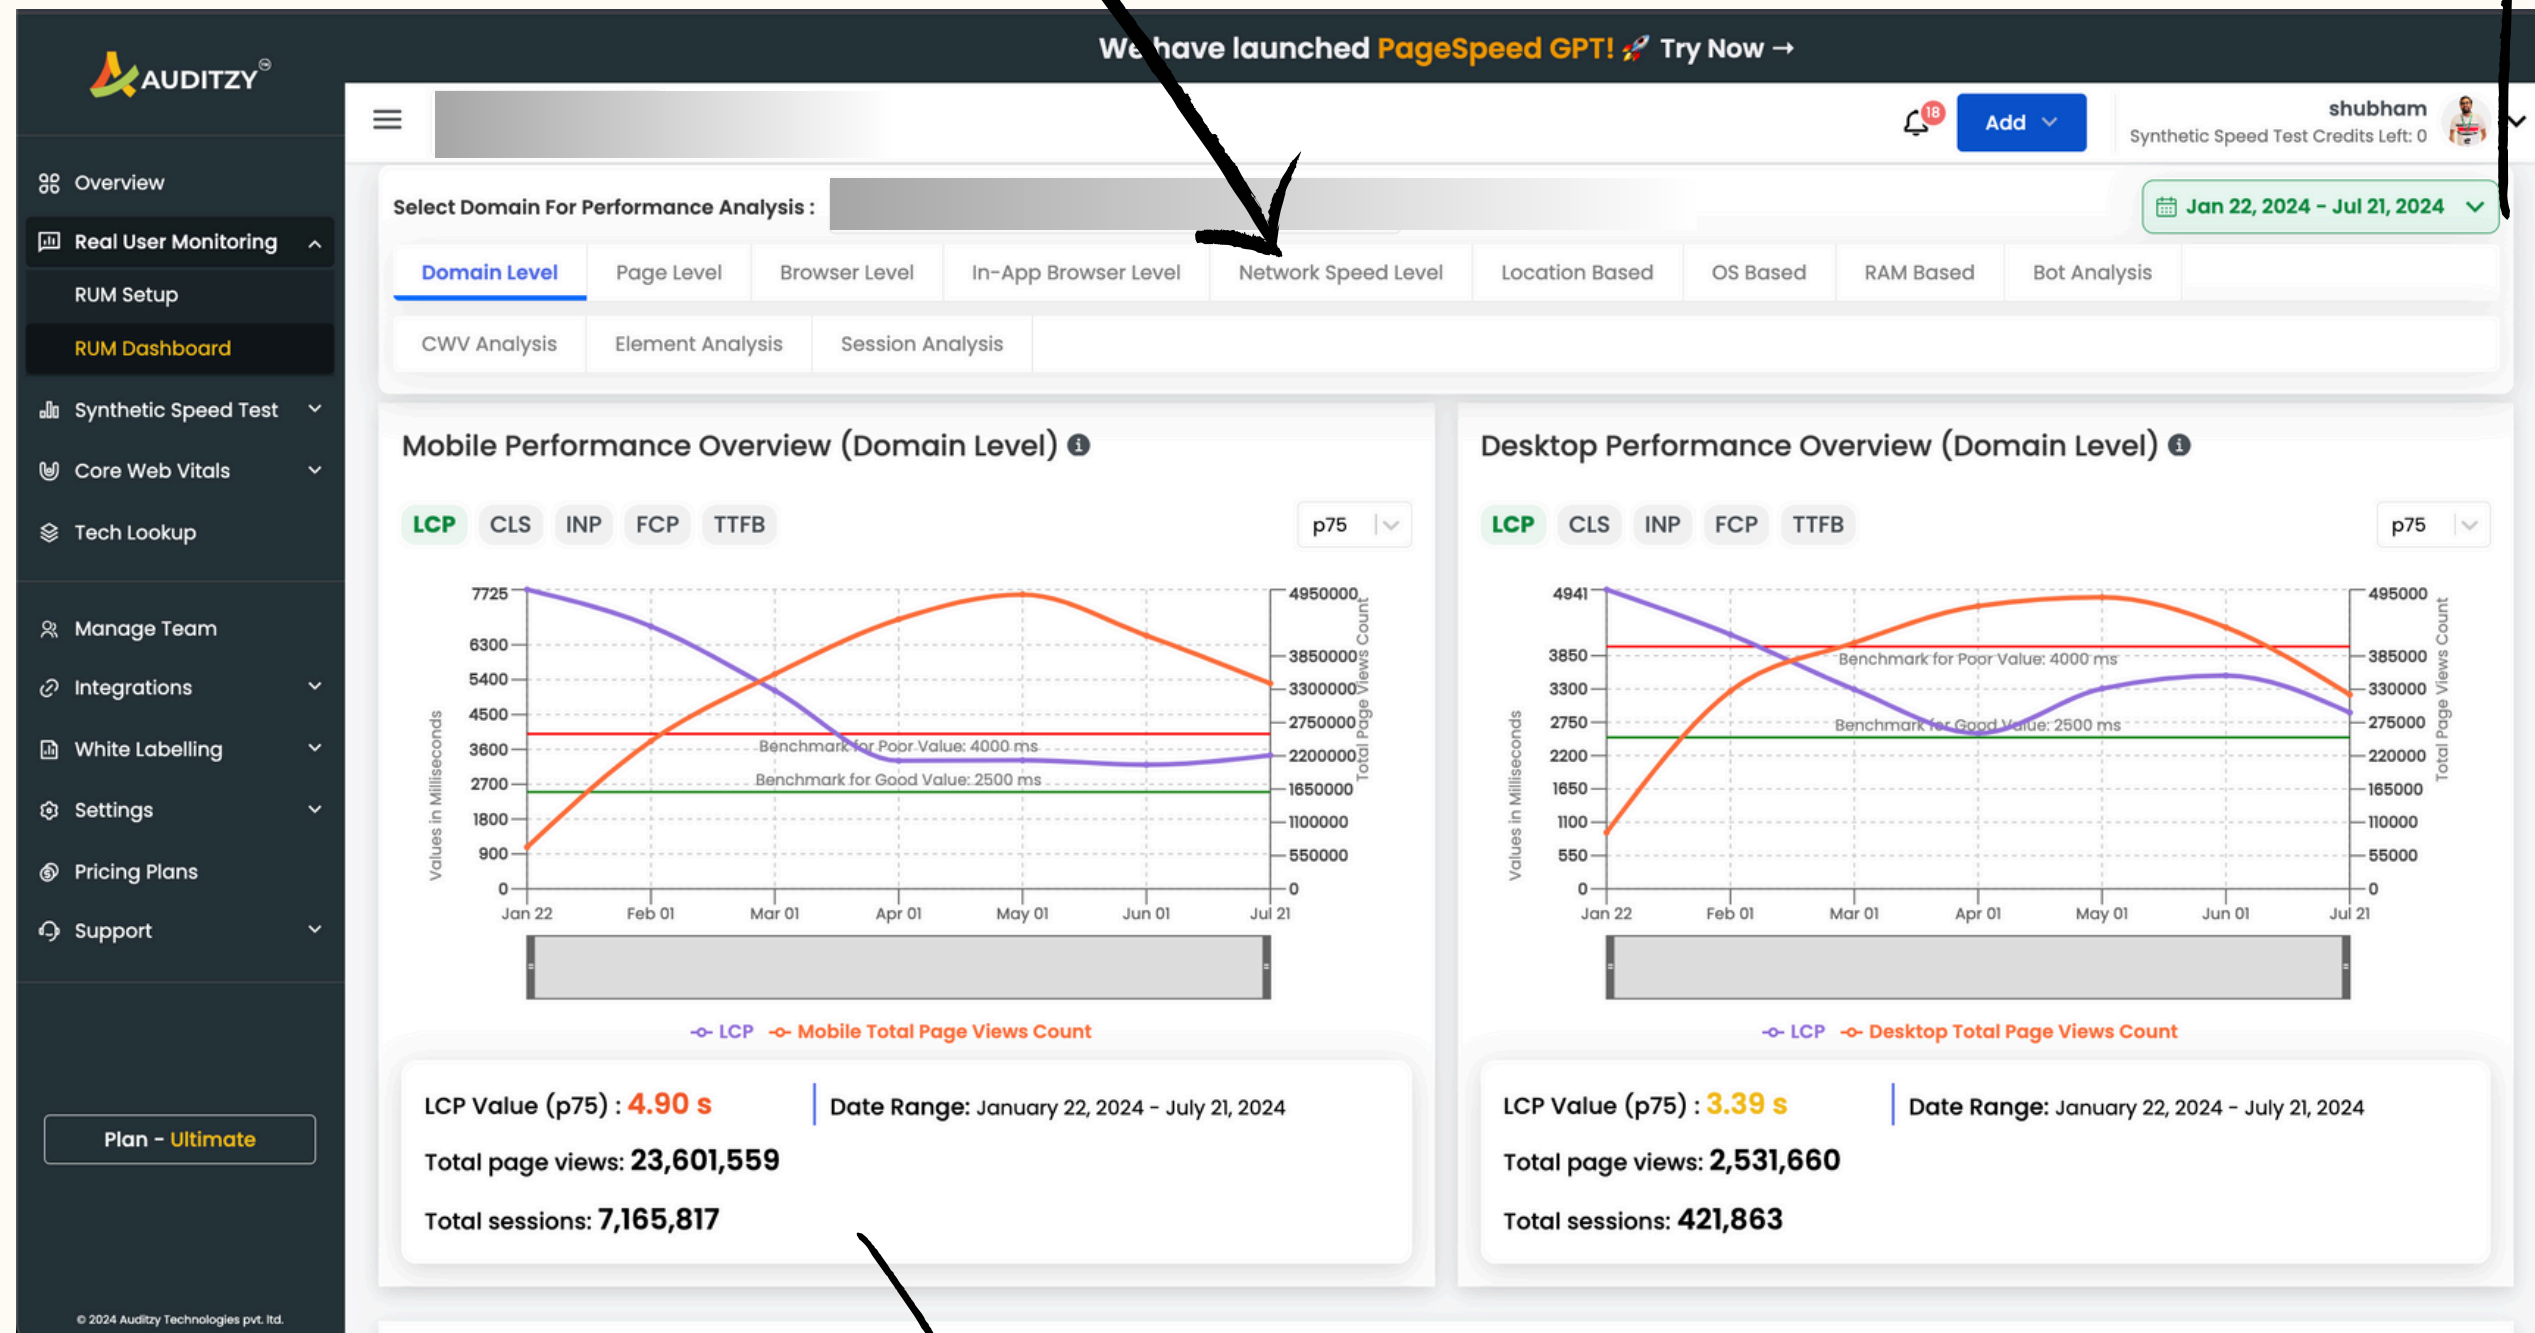 We have launched PageSpeed GPT! 🚀 Try Now →
AUDITZY
18
Add
shubham
Synthetic Speed Test Credits Left: 0
Overview
Real User Monitoring
RUM Setup
RUM Dashboard
Synthetic Speed Test
Core Web Vitals
Tech Lookup
Manage Team
Integrations
White Labelling
Settings
Pricing Plans
Support
Plan - Ultimate
© 2024 Auditzy Technologies pvt. ltd.
Select Domain For Performance Analysis :
Jan 22, 2024 - Jul 21, 2024
Domain Level Page Level Browser Level In-App Browser Level Network Speed Level Location Based OS Based RAM Based Bot Analysis
CWV Analysis Element Analysis Session Analysis
Mobile Performance Overview (Domain Level)
LCP CLS INP FCP TTFB
p75
7725
6300
5400
4500
3600
2700
1800
900
0
Values in Milliseconds
4950000
3850000
3300000
2750000
2200000
1650000
1100000
550000
0
Total Page Views Count
Benchmark for Poor Value: 4000 ms
Benchmark for Good Value: 2500 ms
Jan 22 Feb 01 Mar 01 Apr 01 May 01 Jun 01 Jul 21
LCP Mobile Total Page Views Count
LCP Value (p75) : 4.90 s
Date Range: January 22, 2024 - July 21, 2024
Total page views: 23,601,559
Total sessions: 7,165,817
Desktop Performance Overview (Domain Level)
LCP CLS INP FCP TTFB
p75
4941
3850
3300
2750
2200
1650
1100
550
0
Values in Milliseconds
495000
385000
330000
275000
220000
165000
110000
55000
0
Total Page Views Count
Benchmark for Poor Value: 4000 ms
Benchmark for Good Value: 2500 ms
Jan 22 Feb 01 Mar 01 Apr 01 May 01 Jun 01 Jul 21
LCP Desktop Total Page Views Count
LCP Value (p75) : 3.39 s
Date Range: January 22, 2024 - July 21, 2024
Total page views: 2,531,660
Total sessions: 421,863